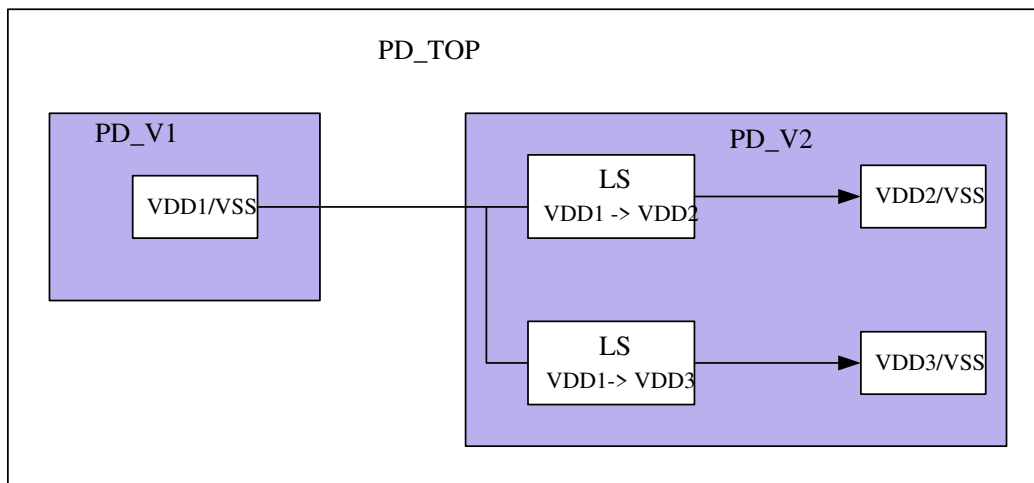 PD_TOP
PD_V1
VDD1/VSS
PD_V2
LS
VDD1 -> VDD2
VDD2/VSS
LS
VDD1-> VDD3
VDD3/VSS